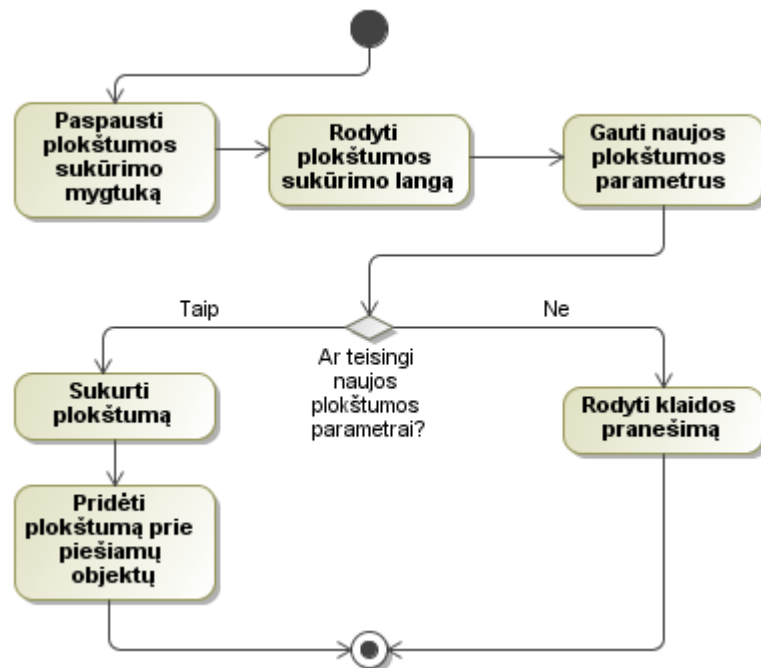 Paspausti
plokštumos
sukūrimo
mygtuką
Rodyti
plokštumos
sukūrimo langą
Gauti naujos
plokštumos
parametrus
Taip
Ne
Ar teisingi
naujos
plokštumos
parametrai?
Sukurti
plokštumą
Rodyti klaidos
pranešimą
Pridėti
plokštumą prie
piešiamų
objektų